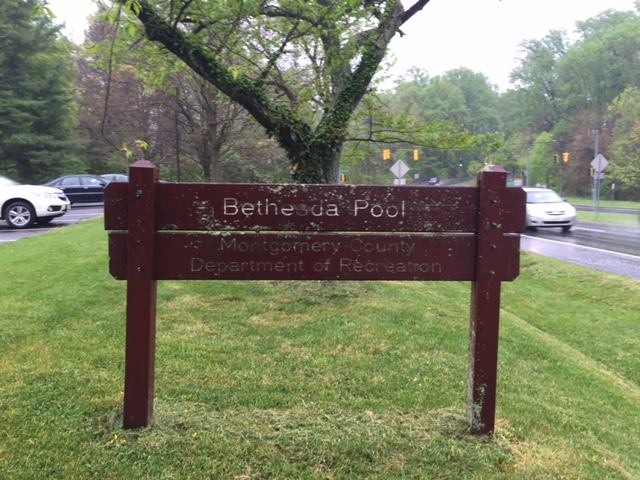 Bethesda Pool
Montgomery County
Department of Recreation